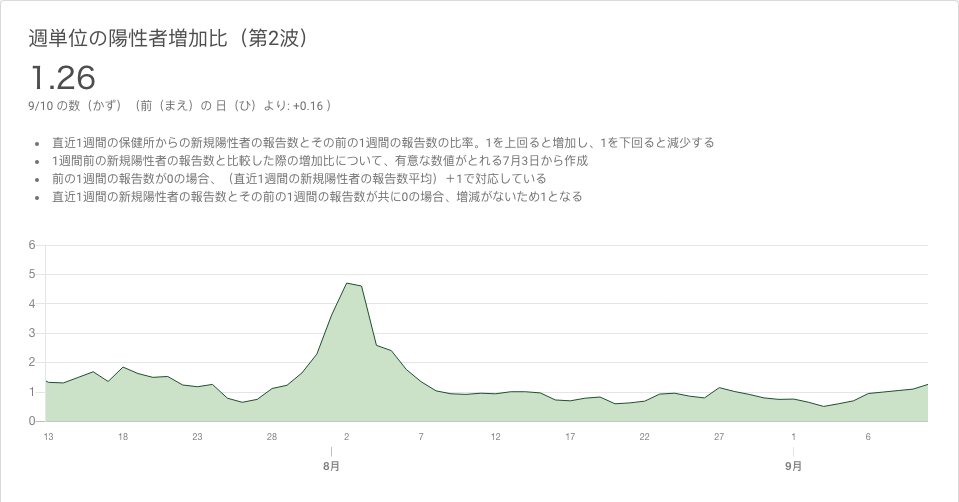 週単位の陽性者増加比（第2波）
1.26
9/10 の数（かず）（前（まえ）の 日（ひ）より: +0.16 ）
• 直近1週間の保健所からの新規陽性者の報告数とその前の1週間の報告数の比率。1を上回ると増加し、1を下回ると減少する
• 1週間前の新規陽性者の報告数と比較した際の増加比について、有意な数値がとれる7月3日から作成
• 前の1週間の報告数が0の場合、（直近1週間の新規陽性者の報告数平均）＋1で対応している
• 直近1週間の新規陽性者の報告数とその前の1週間の報告数が共に0の場合、増減がないため1となる
6
5
4
3
2
1
0
13 18 23 28 2 7 12 17 22 27 1 6
8月 9月